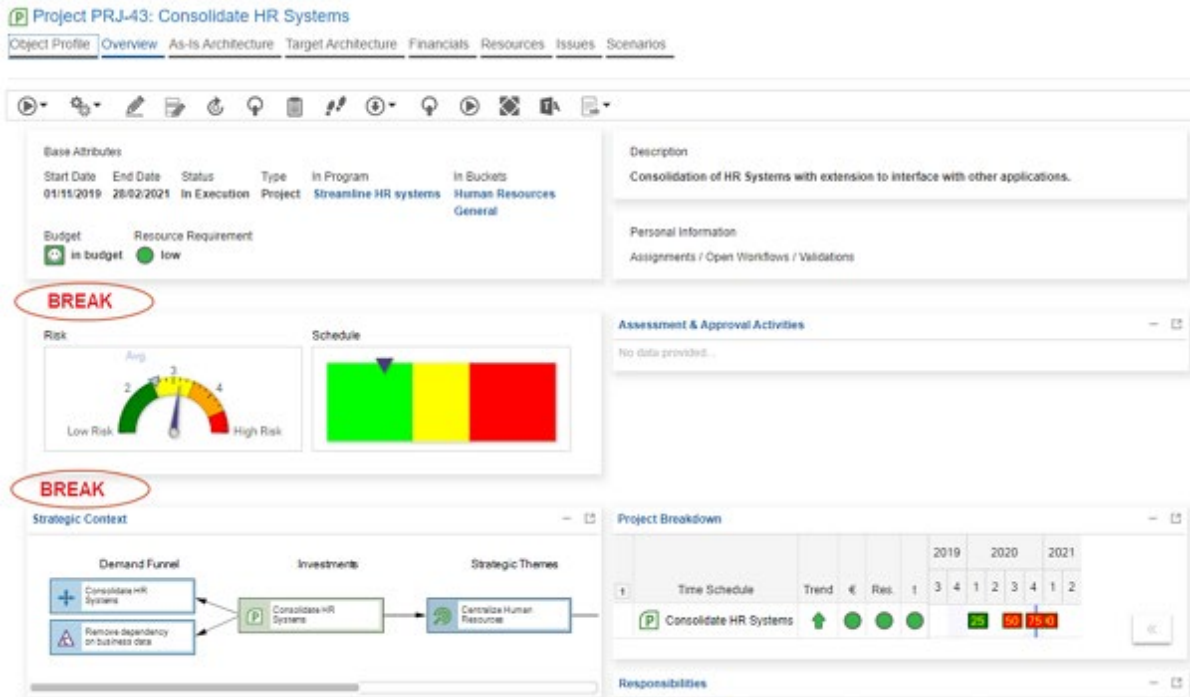 Project PRJ-43: Consolidate HR Systems
Object Profile Overview As-Is Architecture Target Architecture Financials Resources Issues Scenarios
Base Attributes
Start Date End Date Status Type In Program In Buckets
01/11/2019 28/02/2021 In Execution Project Streamline HR systems Human Resources
General
Budget Resource Requirement
in budget low
Description
Consolidation of HR Systems with extension to interface with other applications.
Personal Information
Assignments / Open Workflows / Validations
BREAK
Risk Schedule
Avg.
2 3 4
Low Risk High Risk
Assessment & Approval Activities
No data provided...
BREAK
Strategic Context
Demand Funnel Investments Strategic Themes
Consolidate HR
Systems
Remove dependency
on business data
Consolidate HR
Systems
Centralize Human
Resources
Project Breakdown
2019 2020 2021
Time Schedule Trend € Res. 3 4 1 2 3 4 1 2
Consolidate HR Systems 25 50 75
Responsibilities